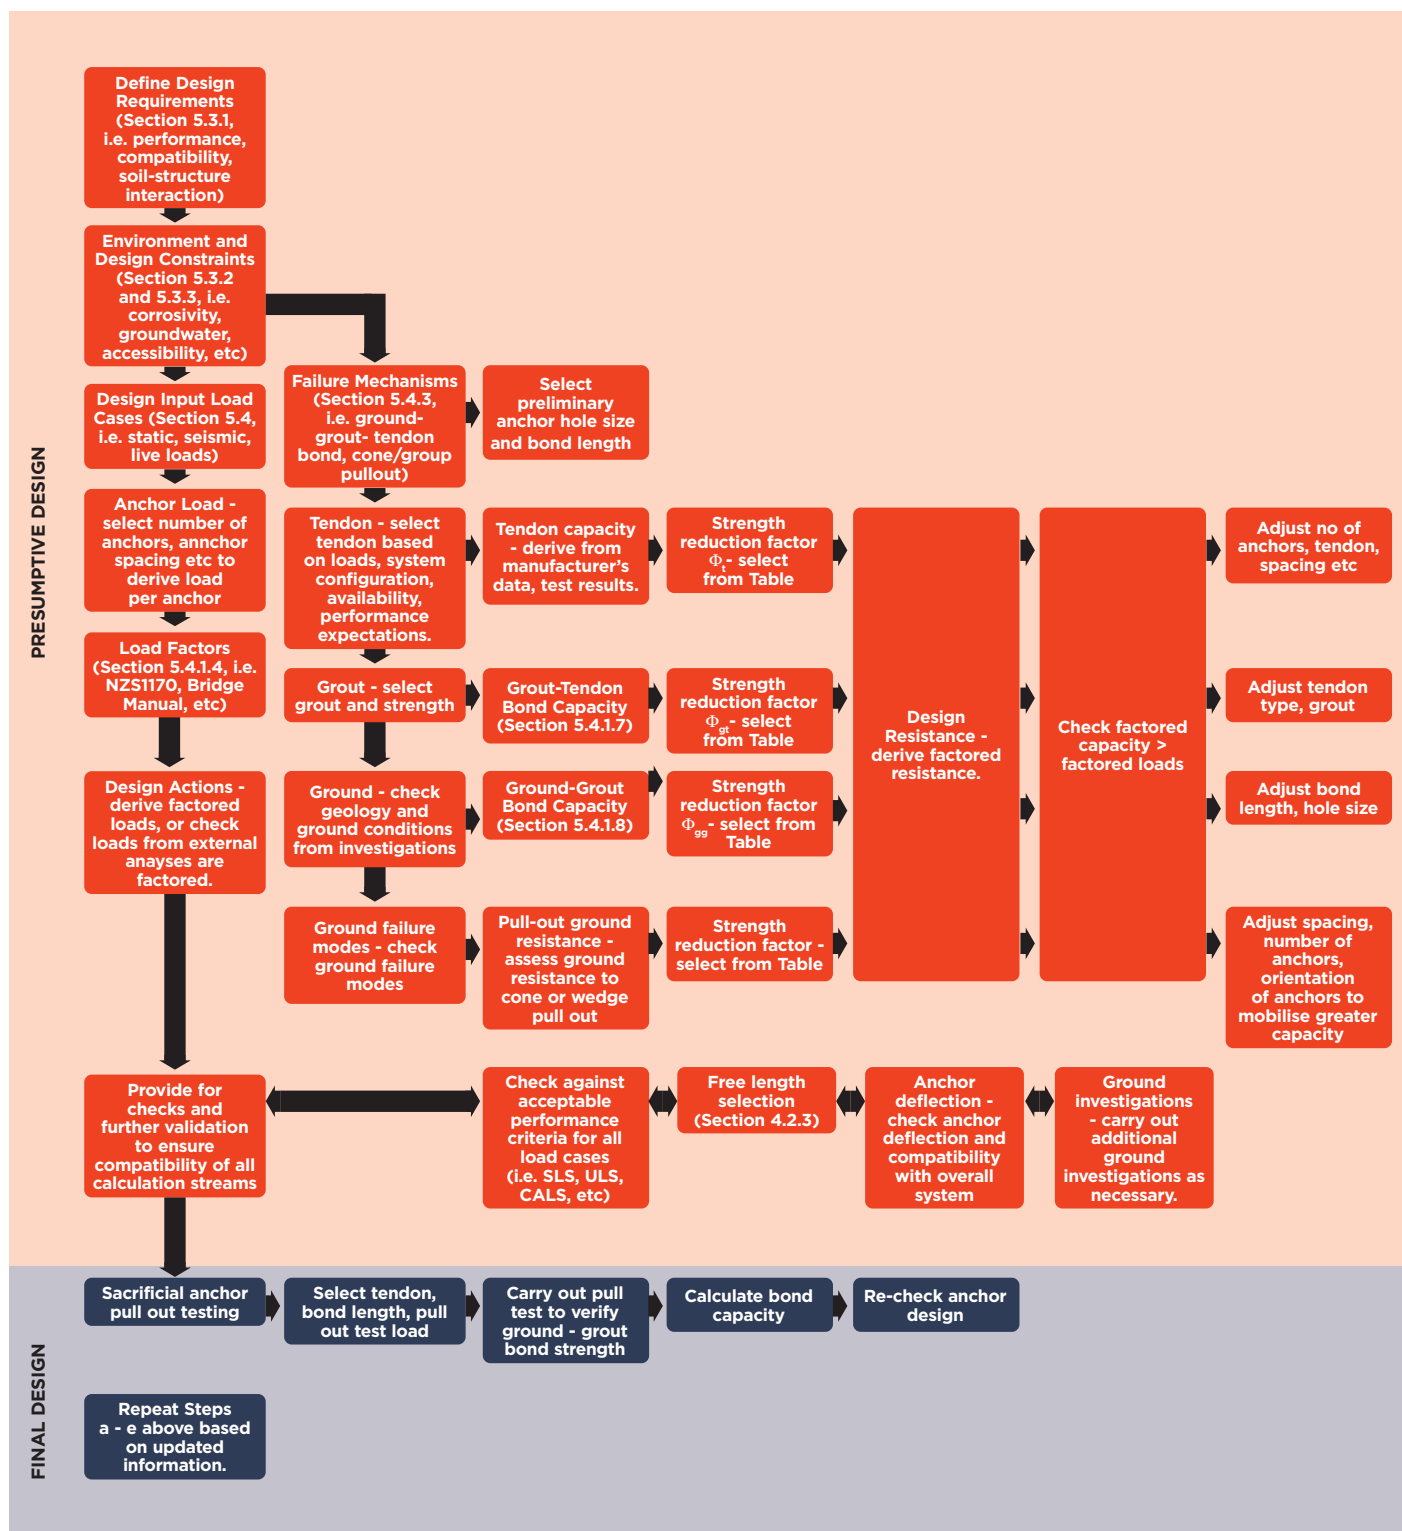 PRESUMPTIVE DESIGN
Define Design
Requirements
(Section 5.3.1,
i.e. performance,
compatibility,
soil-structure
interaction)
Environment and
Design Constraints
(Section 5.3.2
and 5.3.3, i.e.
corrosivity,
groundwater,
accessibility, etc)
Design Input Load
Cases (Section 5.4,
i.e. static, seismic,
live loads)
Anchor Load -
select number of
anchors, annchor
spacing etc to
derive load
per anchor
Load Factors
(Section 5.4.1.4, i.e.
NZS1170, Bridge
Manual, etc)
Design Actions -
derive factored
loads, or check
loads from external
anayses are
factored.
Provide for
checks and
further validation
to ensure
compatibility of all
calculation streams
Failure Mechanisms
(Section 5.4.3,
i.e. ground-
grout- tendon
bond, cone/group
pullout)
Select
preliminary
anchor hole size
and bond length
Tendon - select
tendon based
on loads, system
configuration,
availability,
performance
expectations.
Tendon capacity
- derive from
manufacturer's
data, test results.
Strength
reduction factor
Φt- select
from Table
Grout - select
grout and strength
Grout-Tendon
Bond Capacity
(Section 5.4.1.7)
Strength
reduction factor
Φgt- select
from Table
Ground - check
geology and
ground conditions
from investigations
Ground-Grout
Bond Capacity
(Section 5.4.1.8)
Strength
reduction factor
Φgg- select from
Table
Ground failure
modes - check
ground failure
modes
Pull-out ground
resistance -
assess ground
resistance to
cone or wedge
pull out
Strength
reduction factor -
select from Table
Design
Resistance -
derive factored
resistance.
Check factored
capacity >
factored loads
Adjust no of
anchors, tendon,
spacing etc
Adjust tendon
type, grout
Adjust bond
length, hole size
Adjust spacing,
number of
anchors,
orientation
of anchors to
mobilise greater
capacity
Check against
acceptable
performance
criteria for all
load cases
(i.e. SLS, ULS,
CALS, etc)
Free length
selection
(Section 4.2.3)
Anchor
deflection -
check anchor
deflection and
compatibility
with overall
system
Ground
investigations
- carry out
additional
ground
investigations as
necessary.
FINAL DESIGN
Sacrificial anchor
pull out testing
Select tendon,
bond length, pull
out test load
Carry out pull
test to verify
ground - grout
bond strength
Calculate bond
capacity
Re-check anchor
design
Repeat Steps
a - e above based
on updated
information.